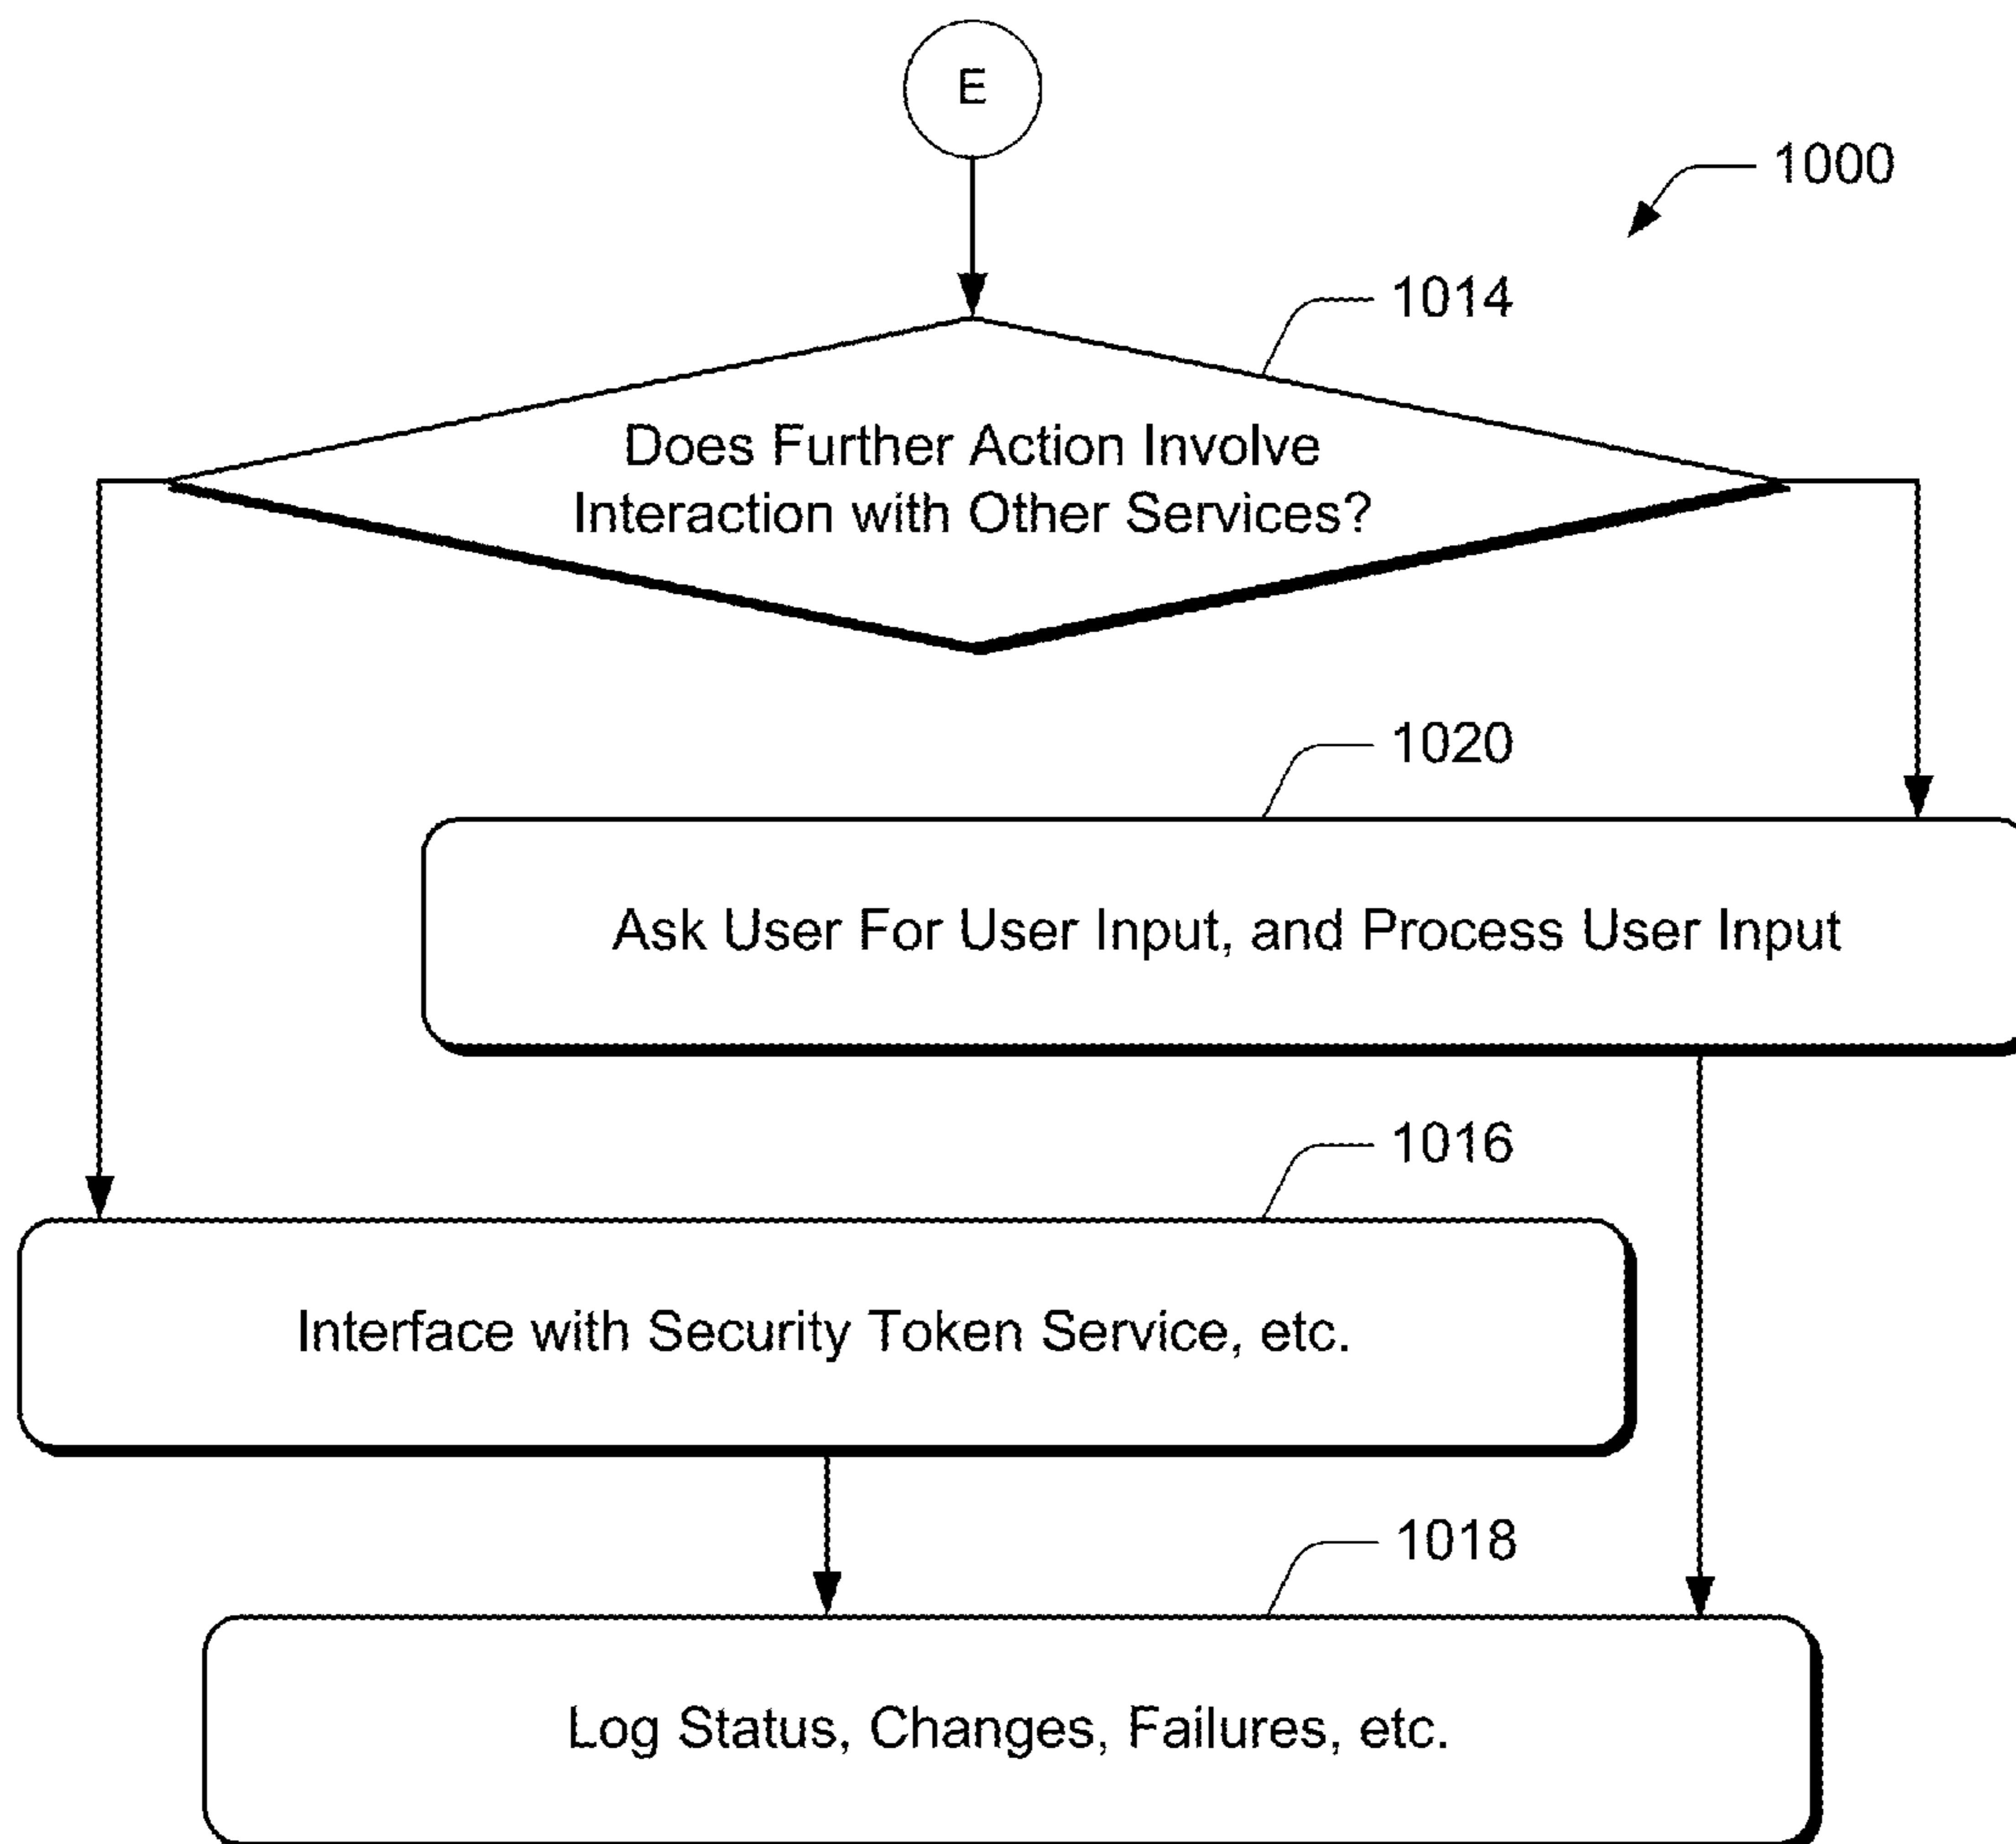 E
1000
1014
Does Further Action Involve
Interaction with Other Services?
1020
Ask User For User Input, and Process User Input
1016
Interface with Security Token Service, etc.
1018
Log Status, Changes, Failures, etc.